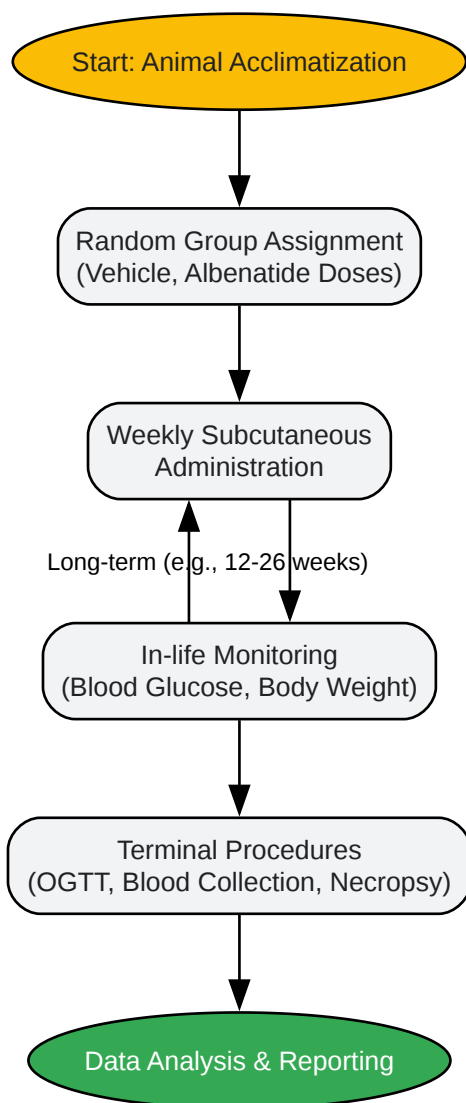 Start: Animal Acclimatization
Random Group Assignment
(Vehicle, Albenatide Doses)
Weekly Subcutaneous
Administration
Long-term (e.g., 12-26 weeks)
In-life Monitoring
(Blood Glucose, Body Weight)
Terminal Procedures
(OGTT, Blood Collection, Necropsy)
Data Analysis & Reporting